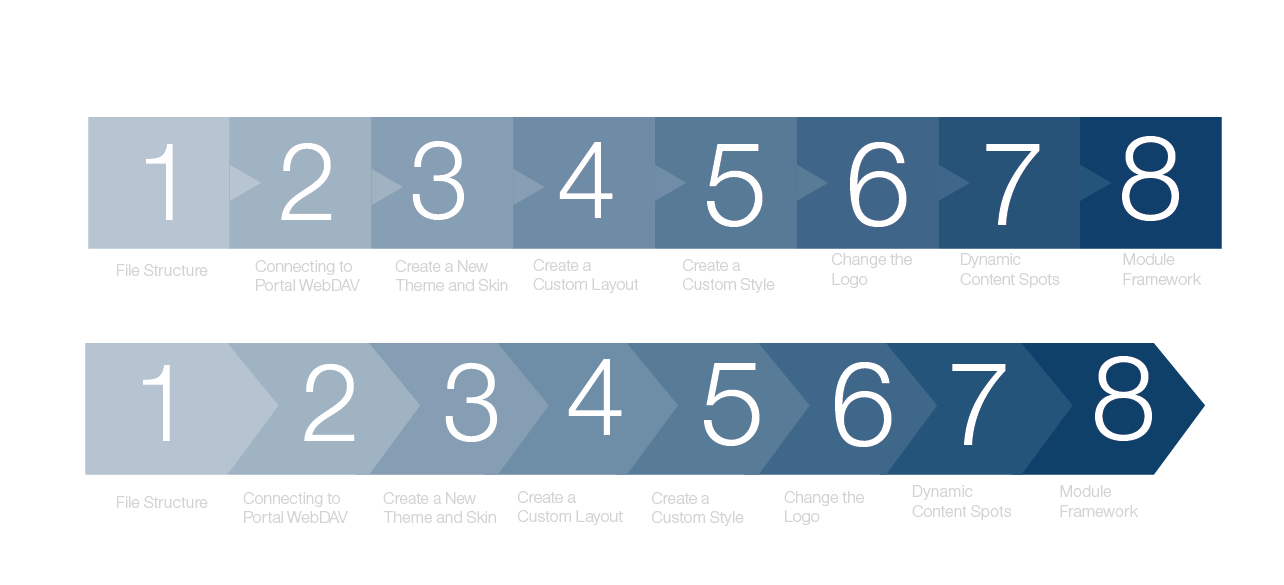 1 2 3 4 5 6 7 8
File Structure
Connecting to
Portal WebDAV
Create a New
Theme and Skin
Create a
Custom Layout
Create a
Custom Style
Change the
Logo
Dynamic
Content Spots
Module
Framework
1 2 3 4 5 6 7 8
File Structure
Connecting to
Portal WebDAV
Create a New
Theme and Skin
Create a
Custom Layout
Create a
Custom Style
Change the
Logo
Dynamic
Content Spots
Module
Framework